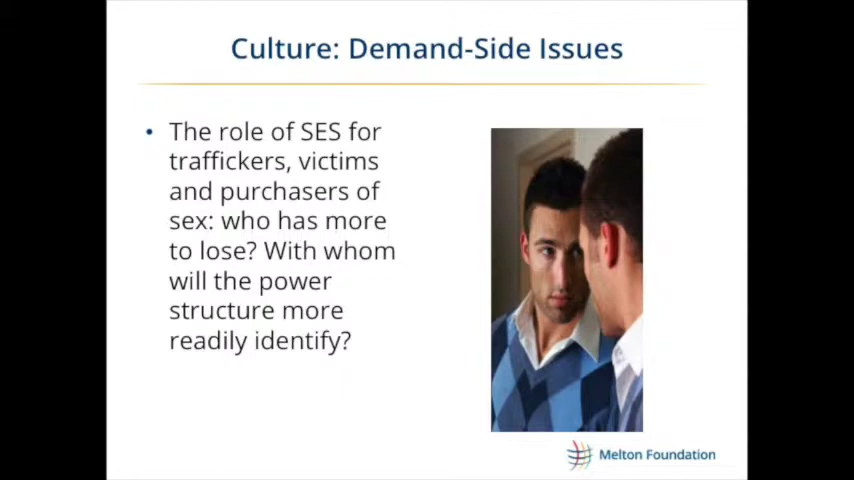 Culture: Demand-Side Issues
• The role of SES for
traffickers, victims
and purchasers of
sex: who has more
to lose? With whom
will the power
structure more
readily identify?
Melton Foundation